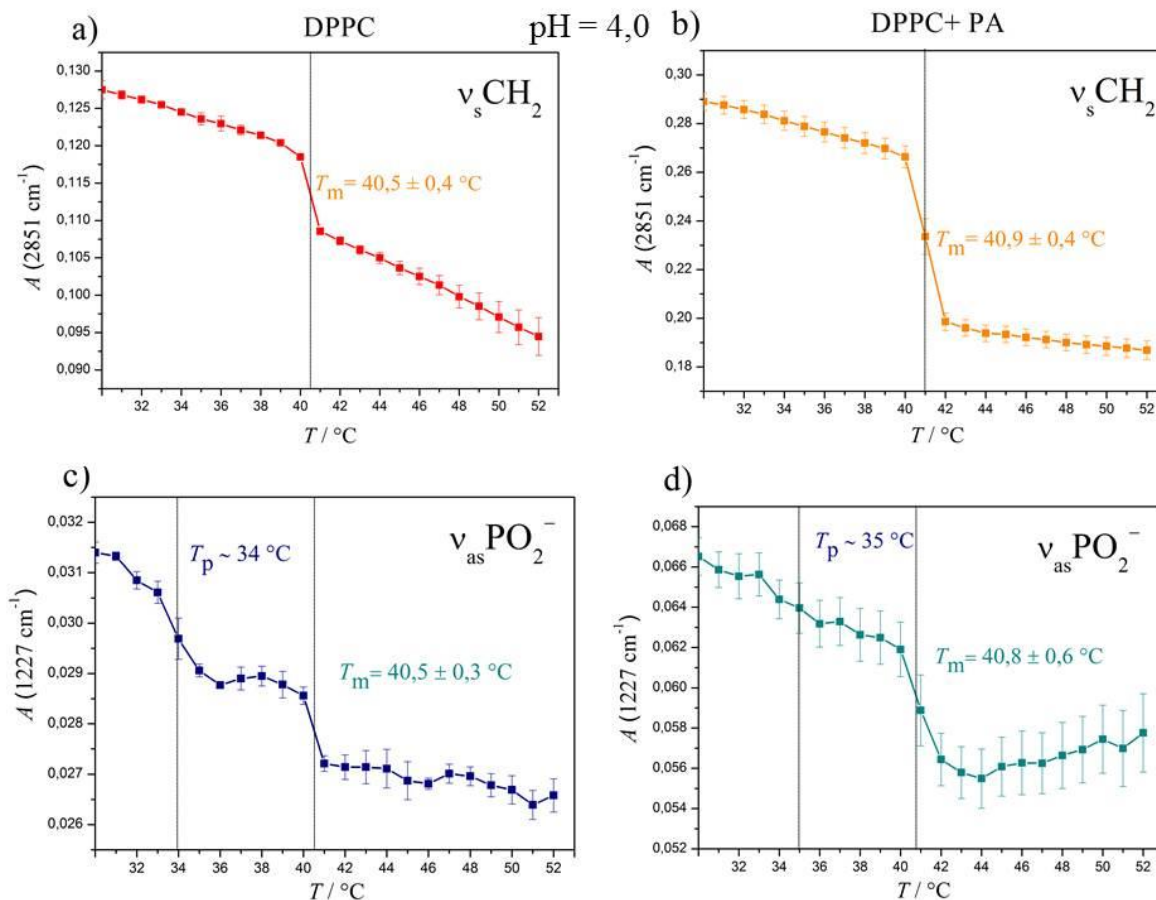 a) DPPC pH = 4,0 b) DPPC+ PA
0,130
0,125
0,120
0,115
0,110
0,105
0,100
0,095
0,090
A (2851 cm⁻¹)
νₛCH₂
Tₘ= 40,5 ± 0,4 °C
32 34 36 38 40 42 44 46 48 50 52
T / °C
0,30
0,28
0,26
0,24
0,22
0,20
0,18
A (2851 cm⁻¹)
νₛCH₂
Tₘ= 40,9 ± 0,4 °C
32 34 36 38 40 42 44 46 48 50 52
T / °C
c)
0,032
0,031
0,030
0,029
0,028
0,027
0,026
A (1227 cm⁻¹)
νₐₛPO₂⁻
Tₚ ~ 34 °C
Tₘ= 40,5 ± 0,3 °C
32 34 36 38 40 42 44 46 48 50 52
T / °C
d)
0,068
0,066
0,064
0,062
0,060
0,058
0,056
0,054
0,052
A (1227 cm⁻¹)
νₐₛPO₂⁻
Tₚ ~ 35 °C
Tₘ= 40,8 ± 0,6 °C
32 34 36 38 40 42 44 46 48 50 52
T / °C